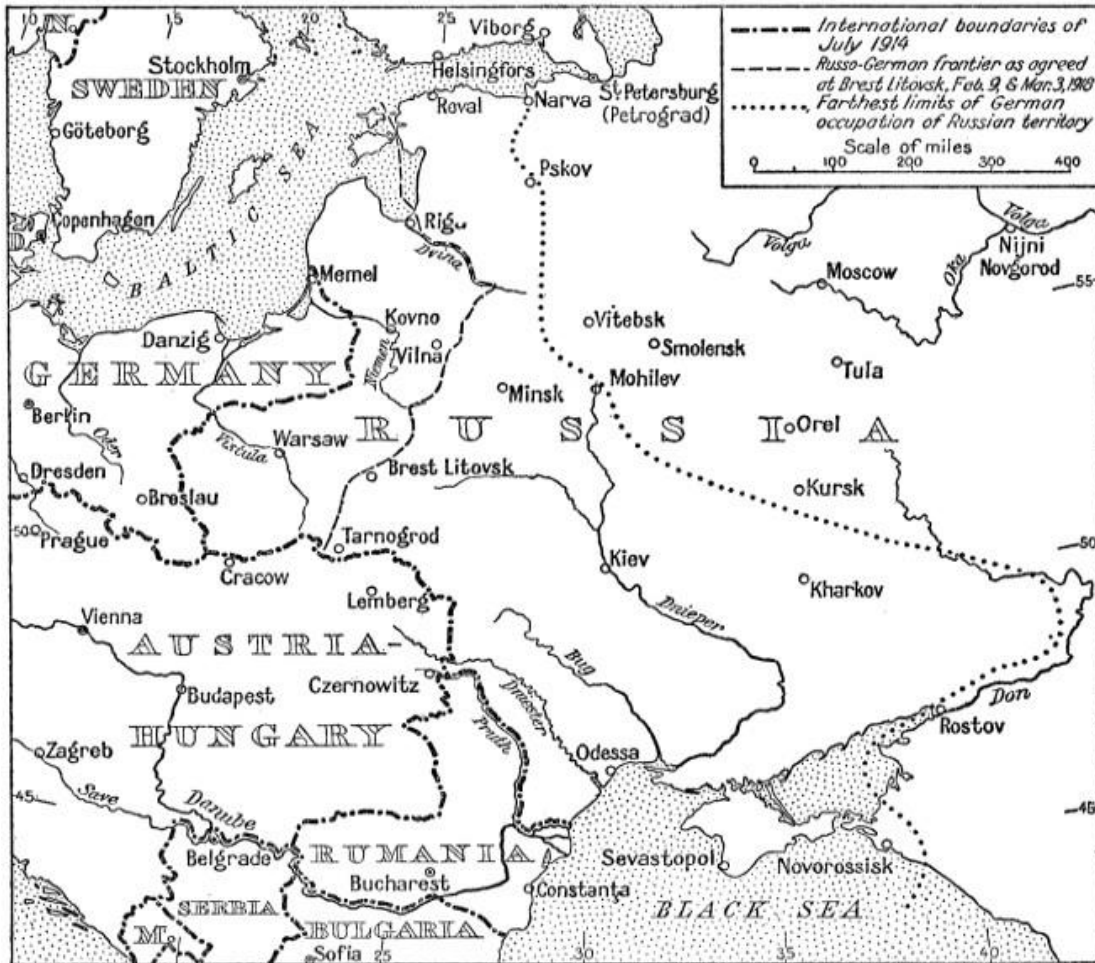 10
15
20
N.
Viborg
Stockholm
Helsingfors
SWEDEN
Göteborg
Reval
Narva
St. Petersburg
(Petrograd)
International boundaries of
July 1914
Russo-German frontier as agreed
at Brest Litovsk, Feb. 9, & Mar. 3, 1918
Farthest limits of German
occupation of Russian territory
Scale of miles
0 100 200 300 400
Pskov
BALTIC SEA
Copenhagen
D.
Riga
Dvina
Volga
Volga
Nijni
Novgorod
Moscow
Oka
55
Memel
Kovno
Vitebsk
Danzig
Vilna
Smolensk
GERMANY
Niemen
Tula
Minsk
Mohilev
Berlin
RUSSIA
Orel
Oder
Vistula
Warsaw
Dresden
Brest Litovsk
Breslau
Kursk
50
Prague
Tarnogrod
50
Cracow
Kiev
Kharkov
Lemberg
Dnieper
Vienna
AUSTRIA-
Bug
Czernowitz
Dniester
Budapest
Don
HUNGARY
Pruth
Rostov
Zagreb
Odessa
45
Save
Danube
Belgrade
RUMANIA
Sevastopol
Novorossisk
Bucharest
Constanta
SERBIA
BLACK SEA
M.
BULGARIA
Sofia
25
30
35
40